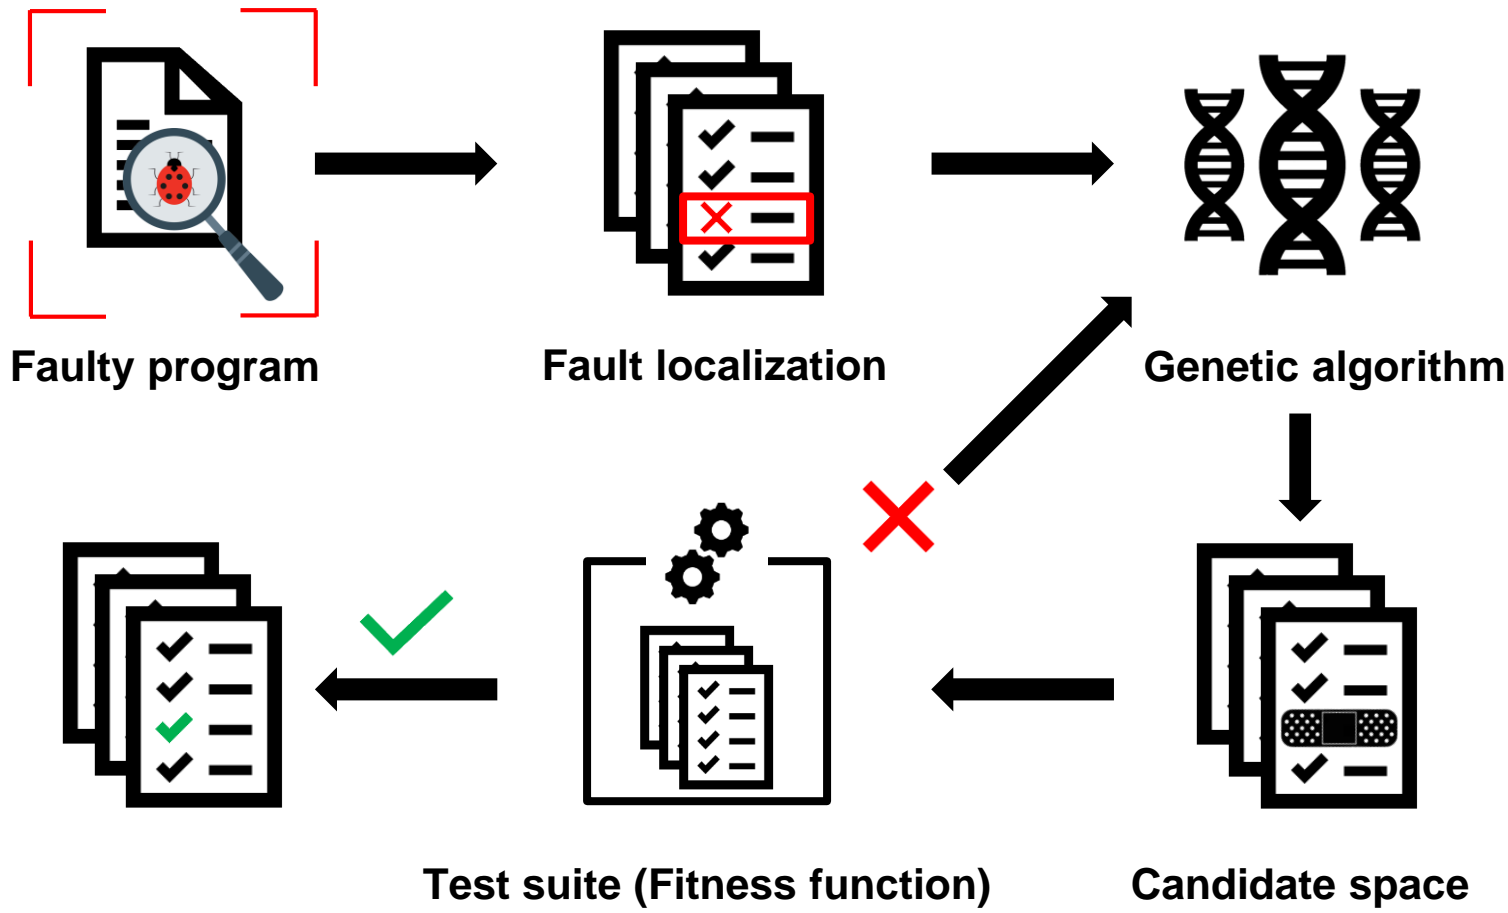 Faulty program
Fault localization
Genetic algorithm
Test suite (Fitness function)
Candidate space